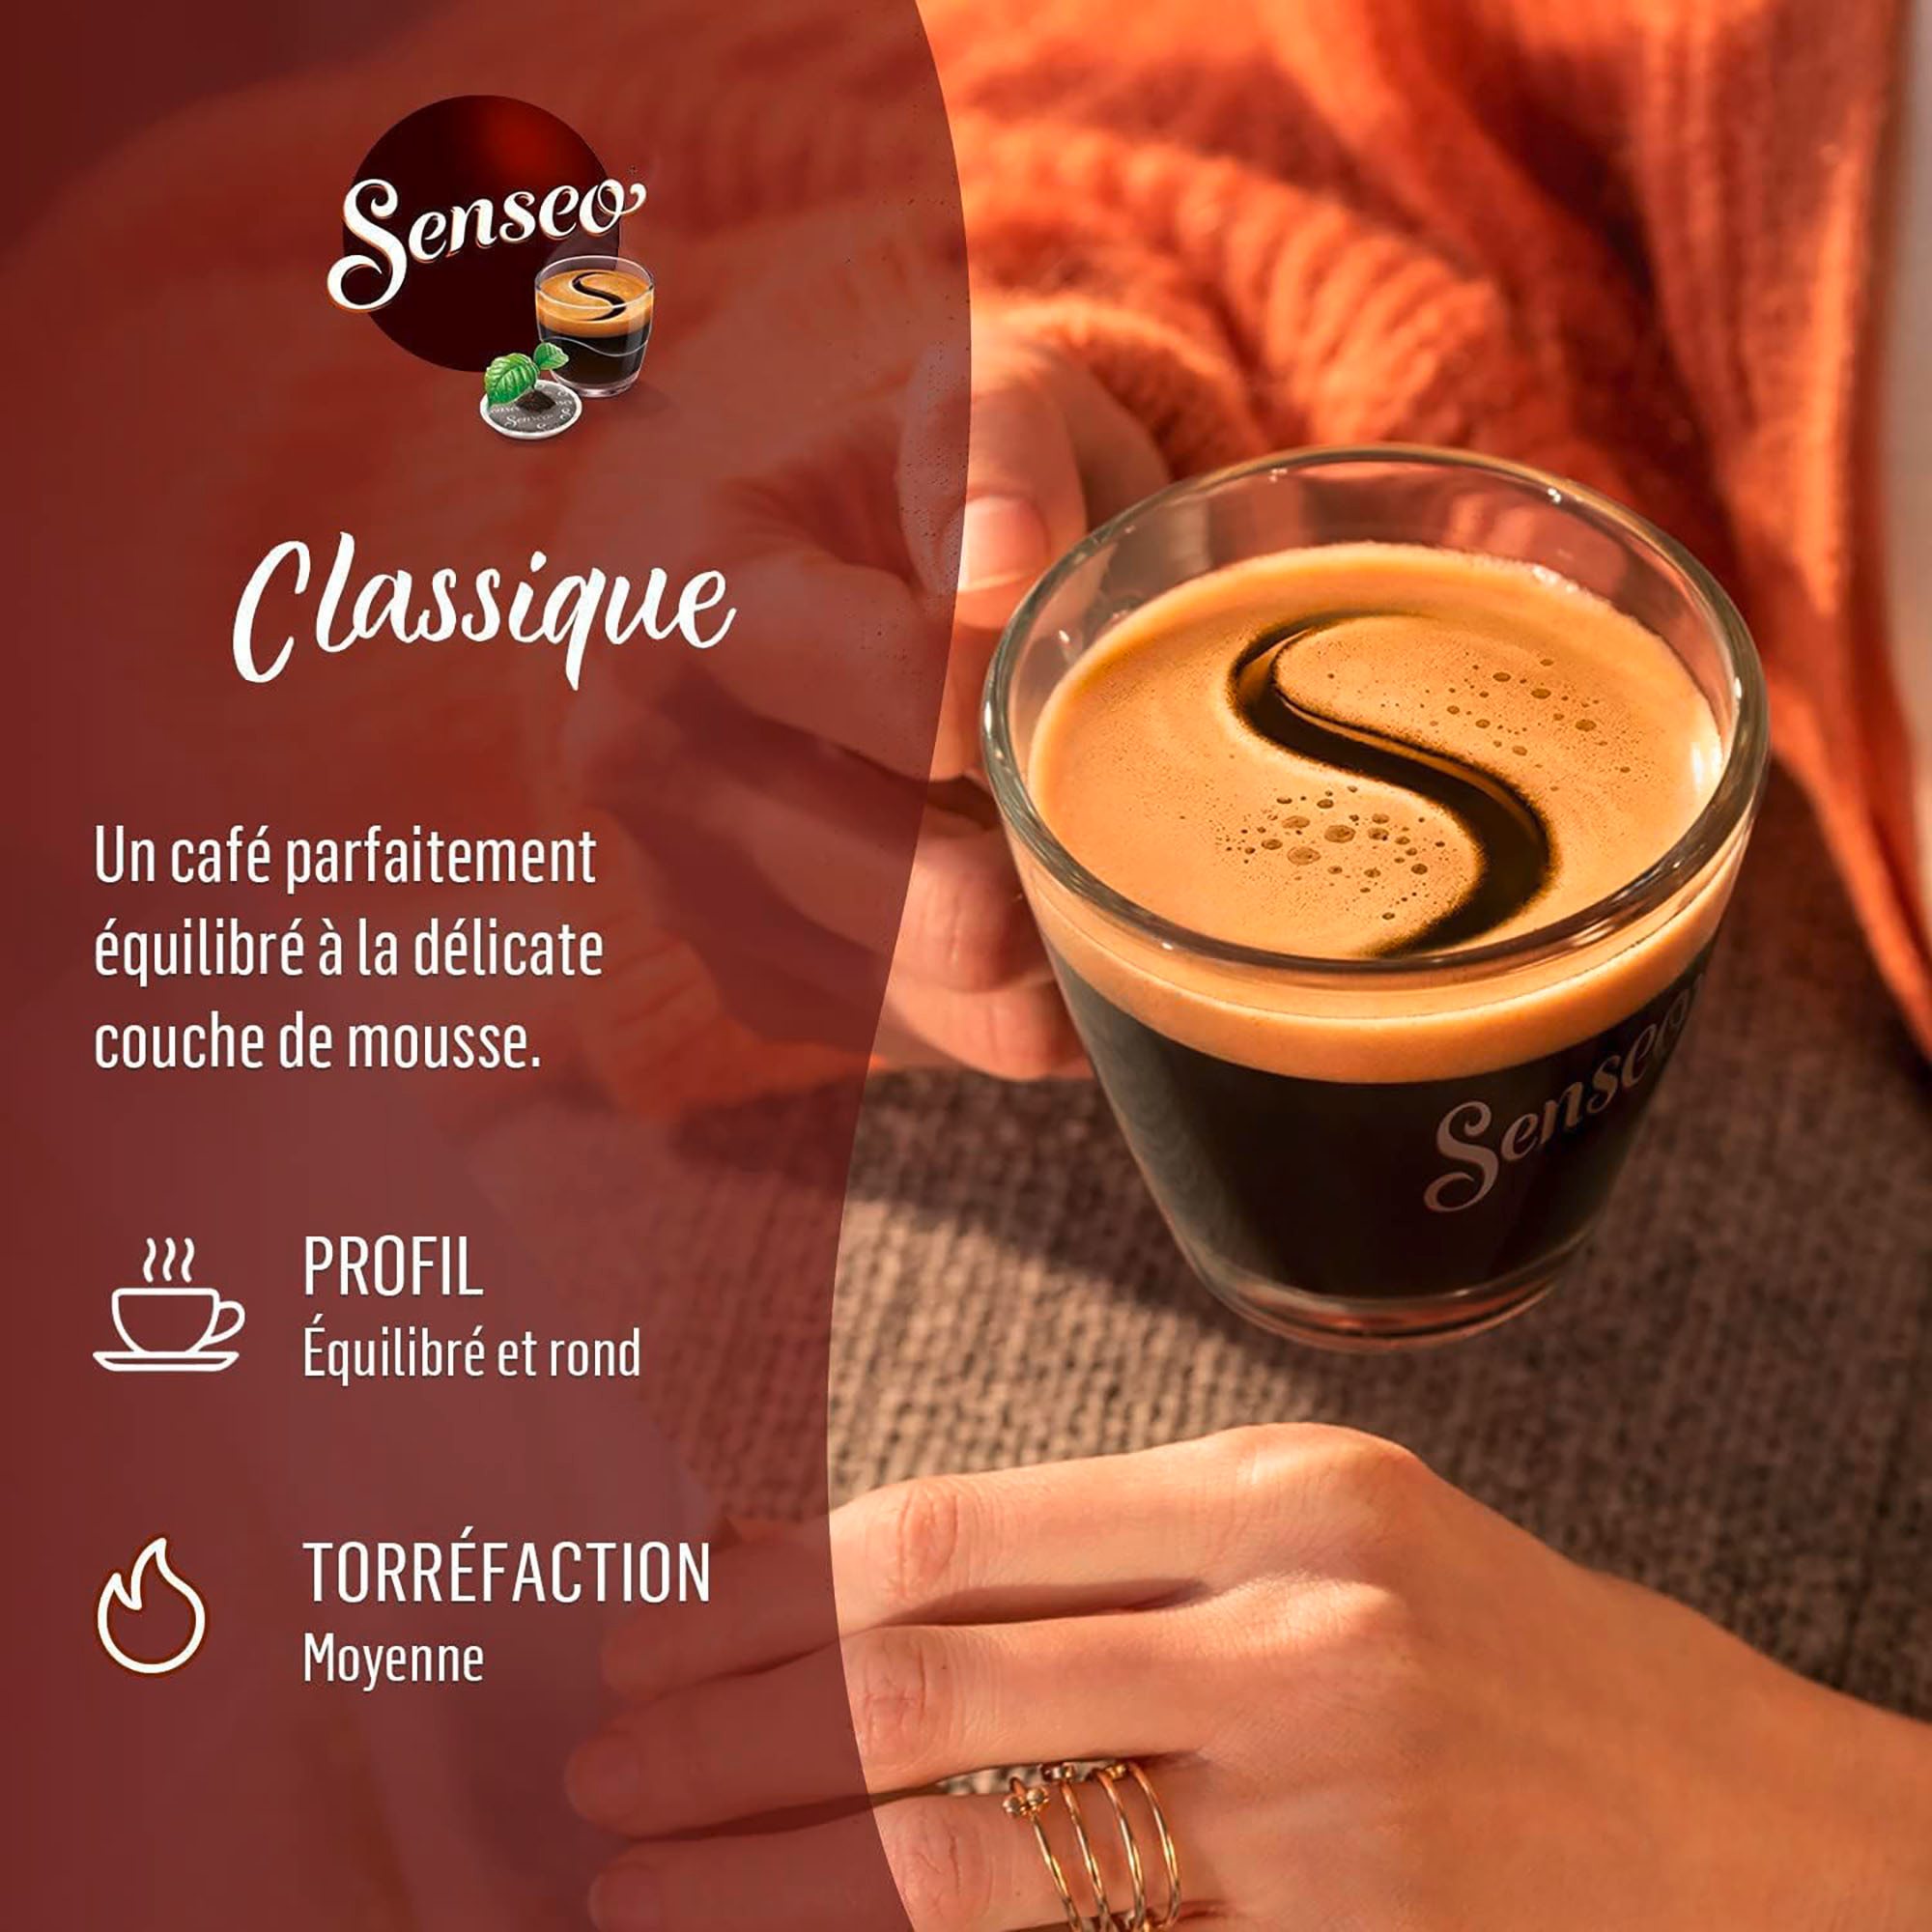 Senseo
Classique
Un café parfaitement
équilibré à la délicate
couche de mousse.
PROFIL
Équilibré et rond
TORRÉFACTION
Moyenne
Senseo